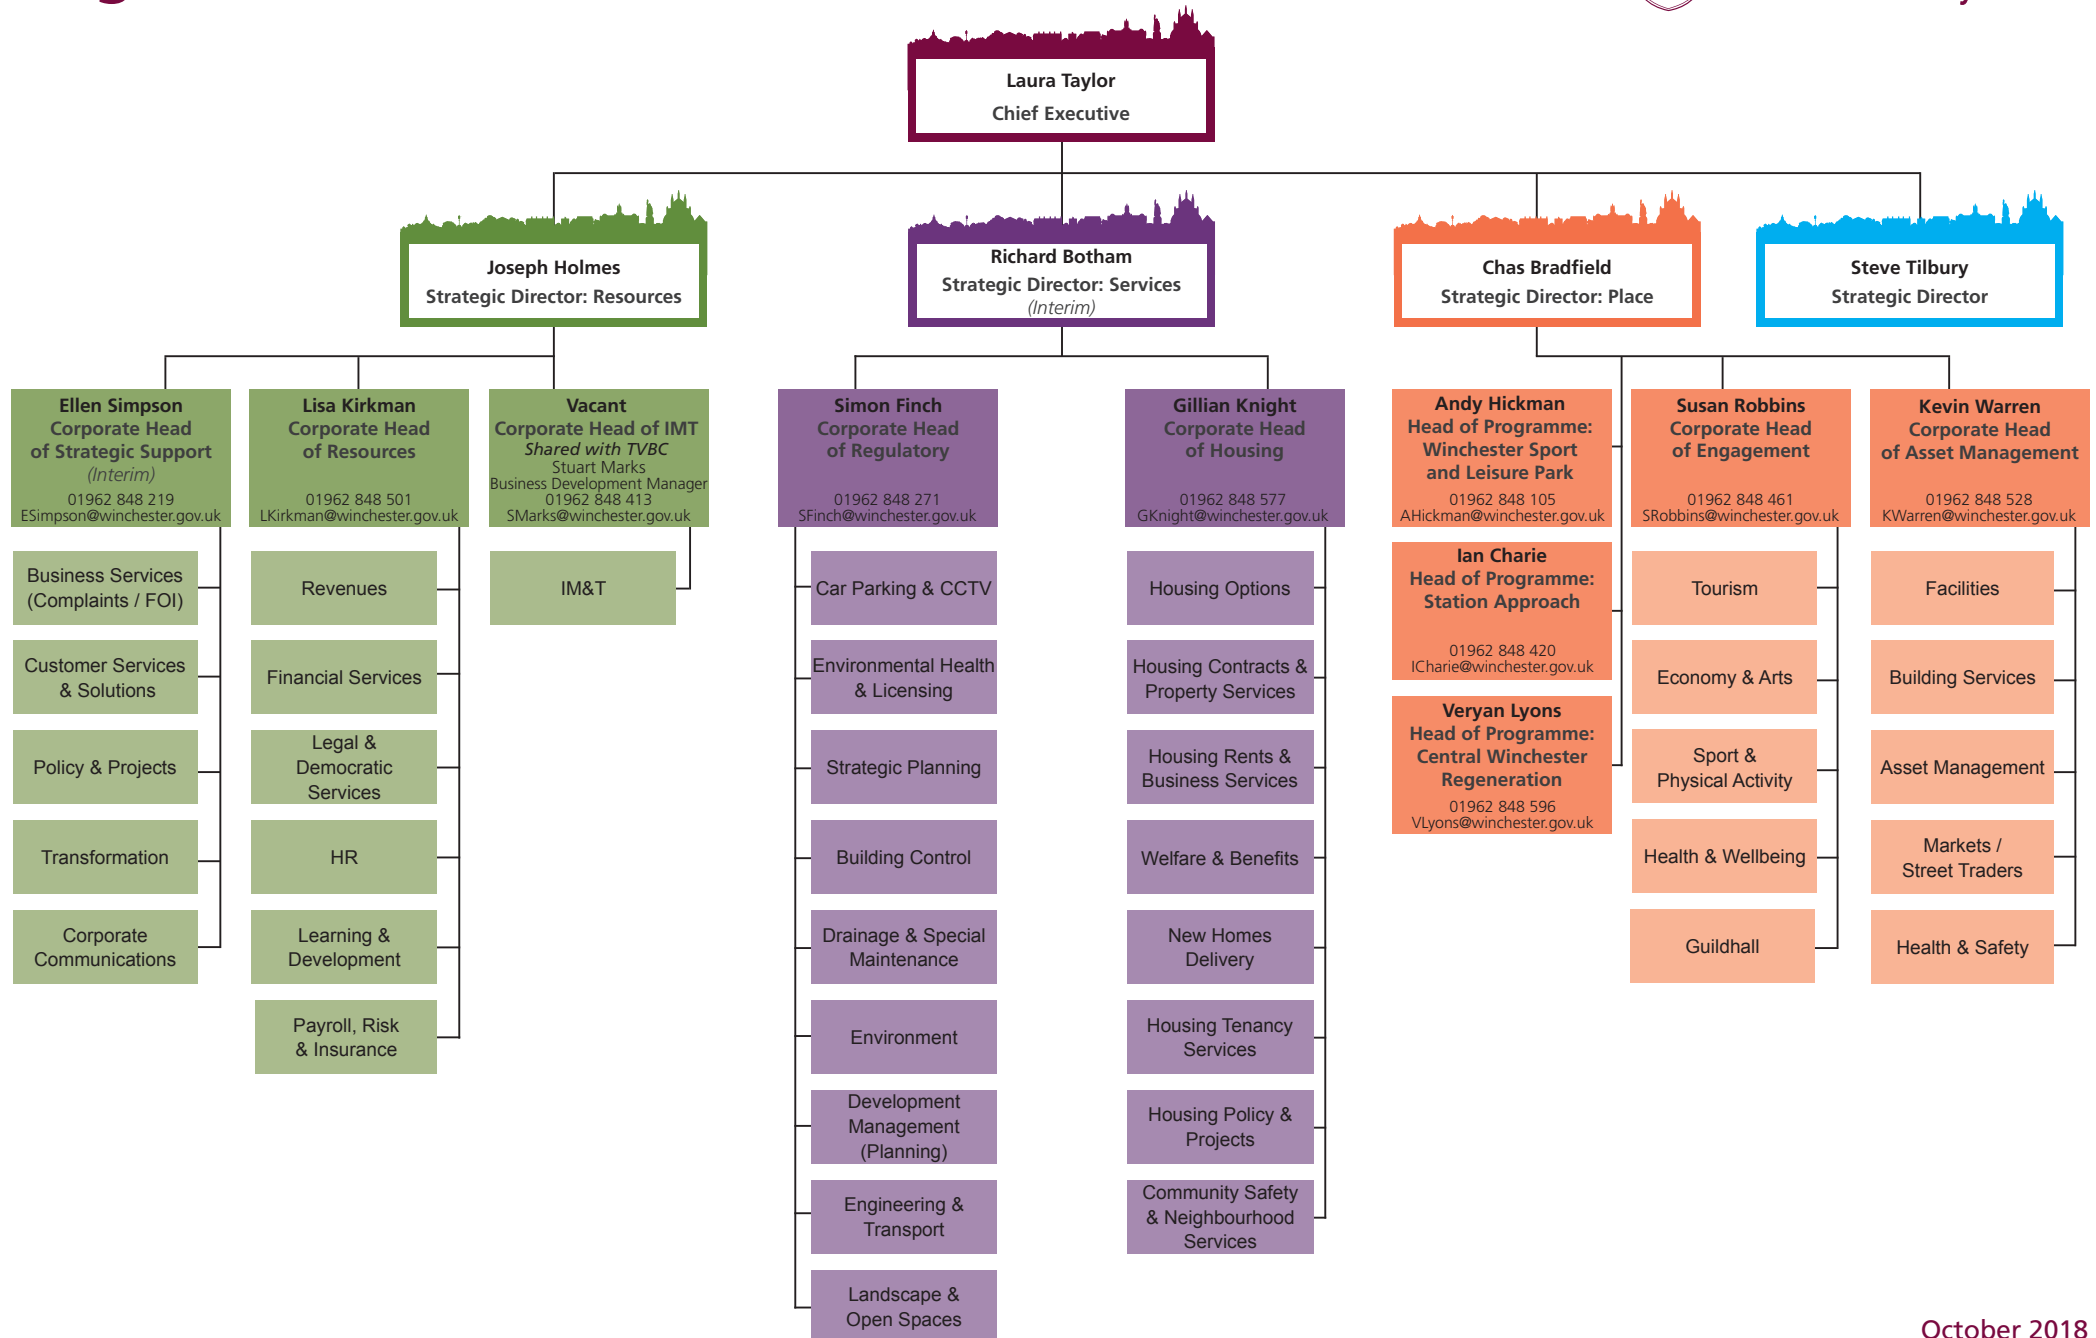 Laura Taylor
Chief Executive
Joseph Holmes
Strategic Director: Resources
Richard Botham
Strategic Director: Services
(Interim)
Chas Bradfield
Strategic Director: Place
Steve Tilbury
Strategic Director
Ellen Simpson
Corporate Head
of Strategic Support
(Interim)
01962 848 219
ESimpson@winchester.gov.uk
Lisa Kirkman
Corporate Head
of Resources
01962 848 501
LKirkman@winchester.gov.uk
Vacant
Corporate Head of IMT
Shared with TVBC
Stuart Marks
Business Development Manager
01962 848 413
SMarks@winchester.gov.uk
Simon Finch
Corporate Head
of Regulatory
01962 848 271
SFinch@winchester.gov.uk
Gillian Knight
Corporate Head
of Housing
01962 848 577
GKnight@winchester.gov.uk
Andy Hickman
Head of Programme:
Winchester Sport
and Leisure Park
01962 848 105
AHickman@winchester.gov.uk
Ian Charie
Head of Programme:
Station Approach
01962 848 420
ICharie@winchester.gov.uk
Veryan Lyons
Head of Programme:
Central Winchester
Regeneration
01962 848 596
VLyons@winchester.gov.uk
Susan Robbins
Corporate Head
of Engagement
01962 848 461
SRobbins@winchester.gov.uk
Kevin Warren
Corporate Head
of Asset Management
01962 848 528
KWarren@winchester.gov.uk
Business Services
(Complaints / FOI)
Customer Services
& Solutions
Policy & Projects
Transformation
Corporate
Communications
Revenues
Financial Services
Legal &
Democratic
Services
HR
Learning &
Development
Payroll, Risk
& Insurance
IM&T
Car Parking & CCTV
Environmental Health
& Licensing
Strategic Planning
Building Control
Drainage & Special
Maintenance
Environment
Development
Management
(Planning)
Engineering &
Transport
Landscape &
Open Spaces
Housing Options
Housing Contracts &
Property Services
Housing Rents &
Business Services
Welfare & Benefits
New Homes
Delivery
Housing Tenancy
Services
Housing Policy &
Projects
Community Safety
& Neighbourhood
Services
Tourism
Economy & Arts
Sport &
Physical Activity
Health & Wellbeing
Guildhall
Facilities
Building Services
Asset Management
Markets /
Street Traders
Health & Safety
October 2018